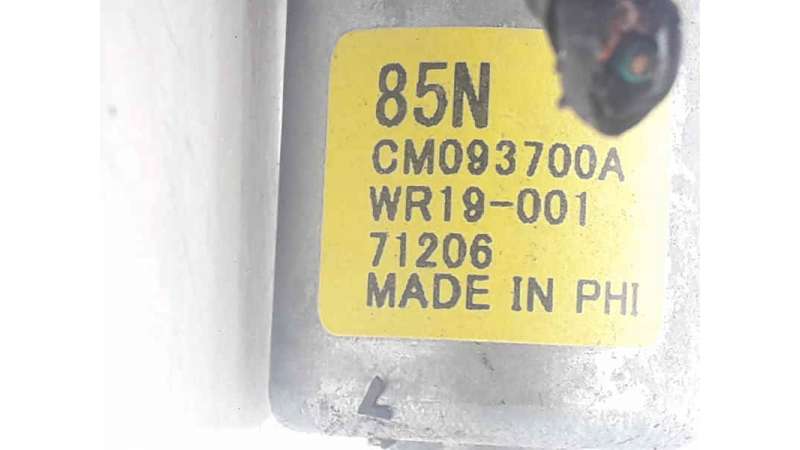 85N
CM093700A
WR19-001
71206
MADE IN PHI
L